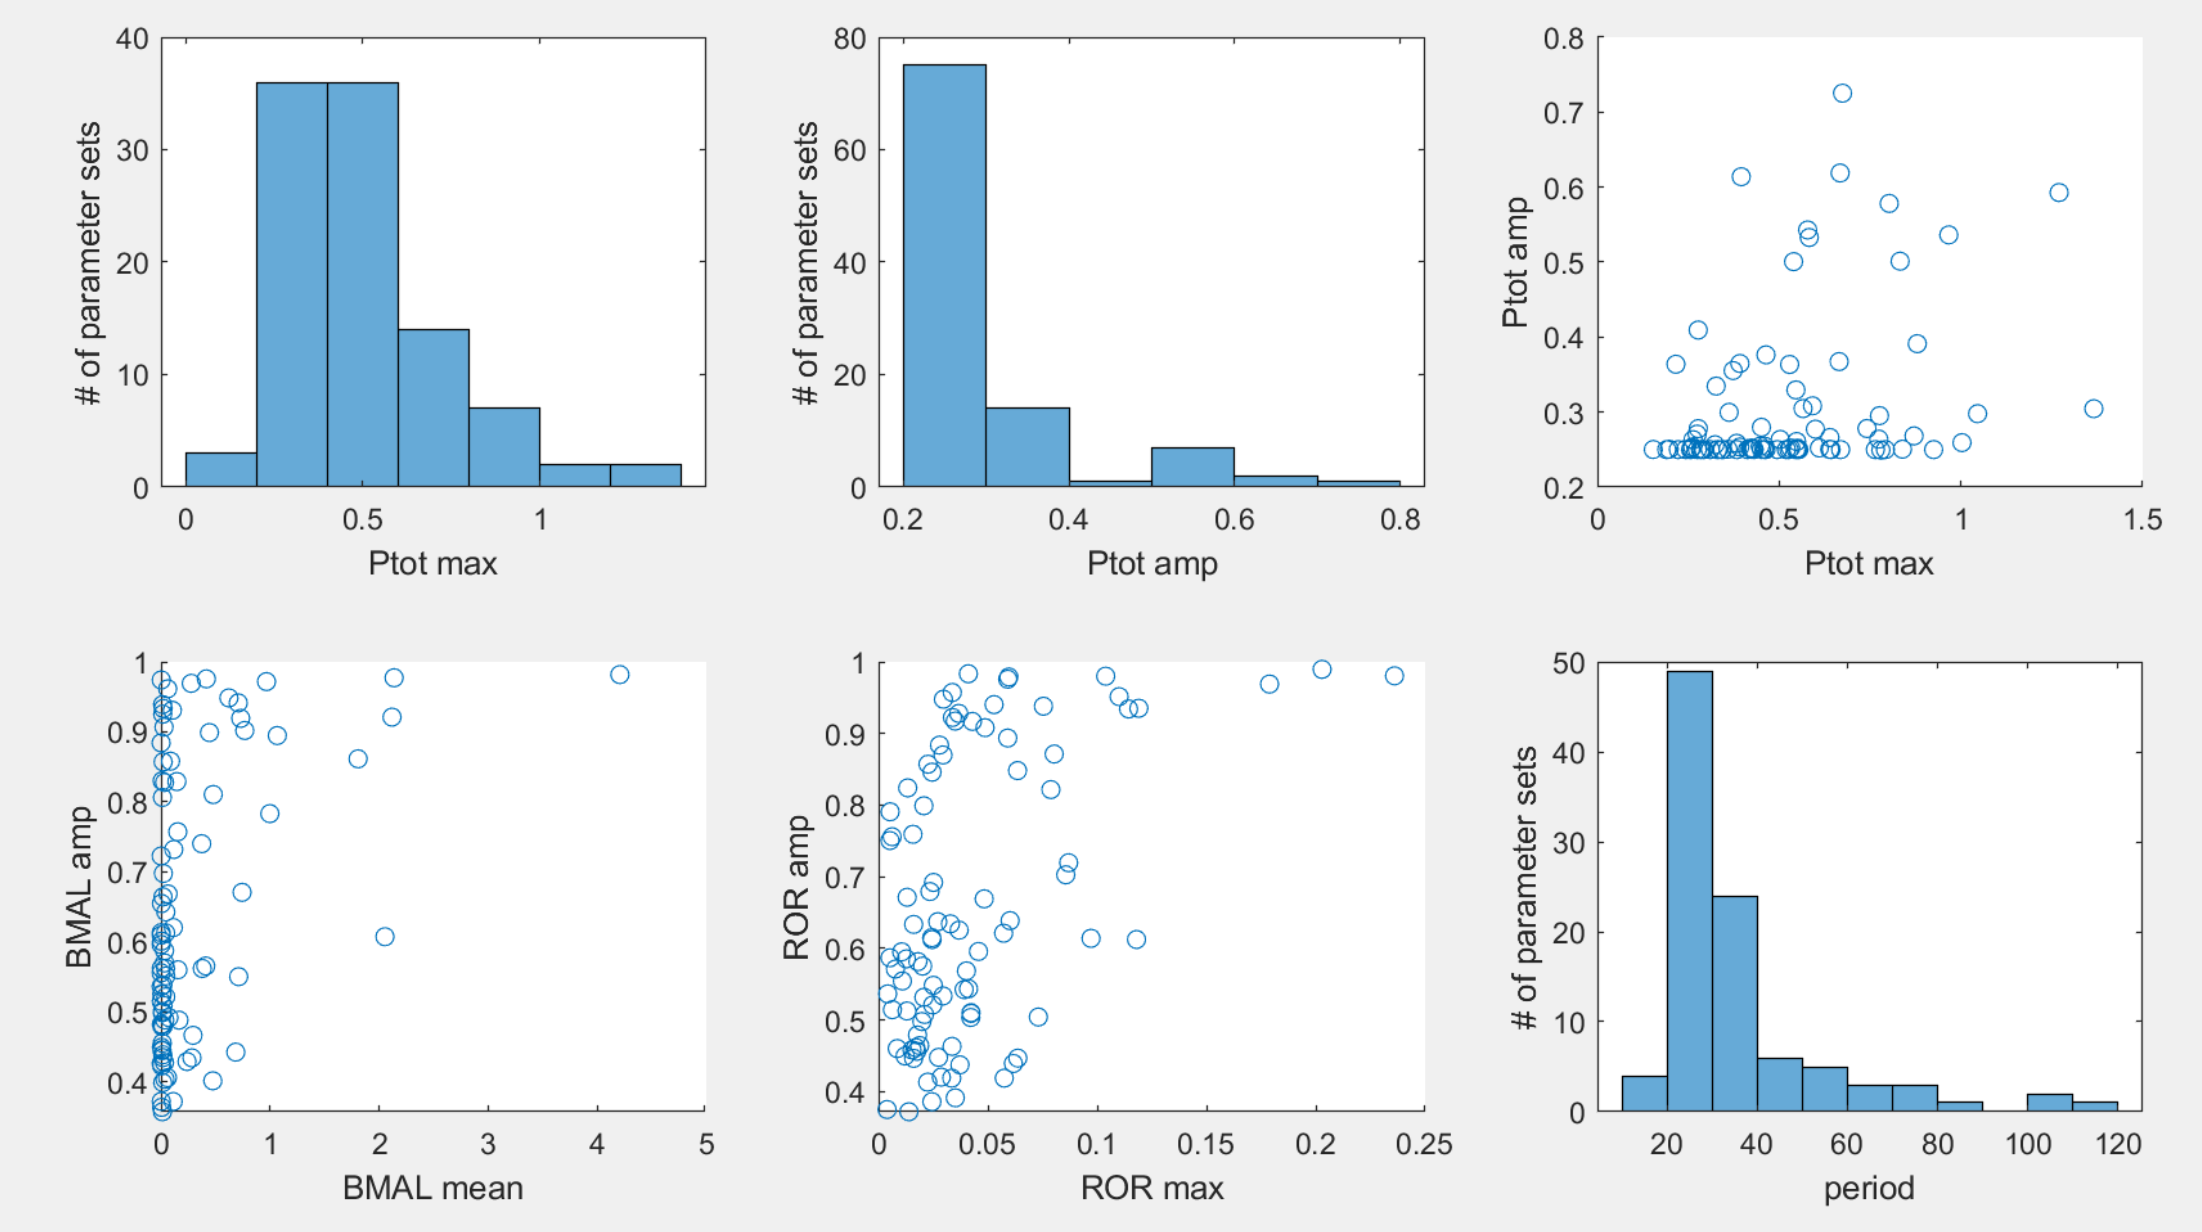 40
30
20
10
0
# of parameter sets
0 0.5 1
Ptot max
80
60
40
20
0
# of parameter sets
0.2 0.4 0.6 0.8
Ptot amp
0.8
0.7
0.6
0.5
0.4
0.3
0.2
Ptot amp
0 0.5 1 1.5
Ptot max
1
0.9
0.8
0.7
0.6
0.5
0.4
BMAL amp
0 1 2 3 4 5
BMAL mean
1
0.9
0.8
0.7
0.6
0.5
0.4
ROR amp
0 0.05 0.1 0.15 0.2 0.25
ROR max
50
40
30
20
10
0
# of parameter sets
20 40 60 80 100 120
period